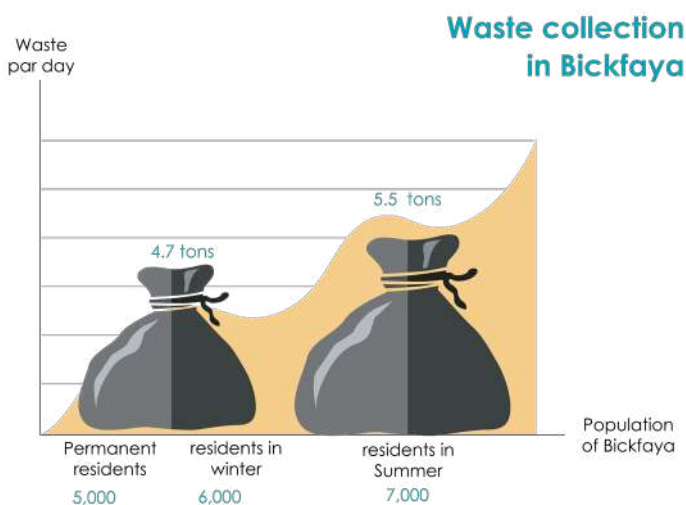 Waste collection
in Bickfaya
Waste
par day
5.5 tons
4.7 tons
Population
of Bickfaya
Permanent
residents
5,000
residents in
winter
6,000
residents in
Summer
7,000